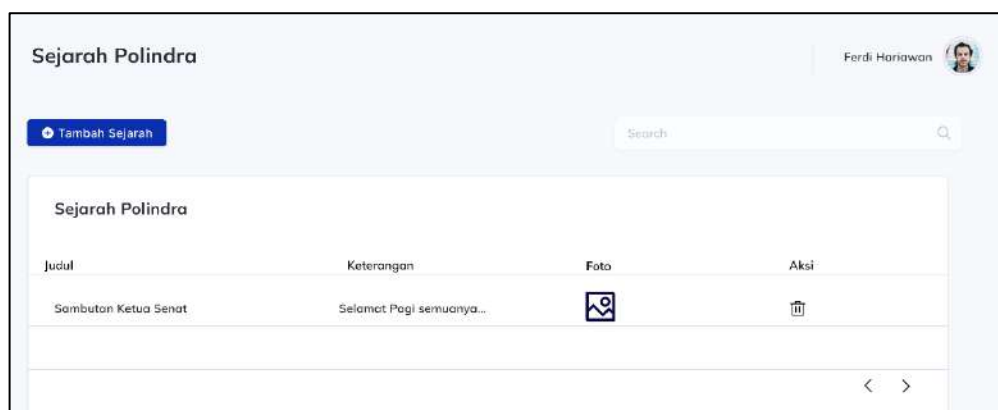 Sejarah Polindra
Ferdi Hariawan
Tambah Sejarah
Search
Sejarah Polindra
Judul Keterangan Foto Aksi
Sambutan Ketua Senat Selamat Pagi semuanya...